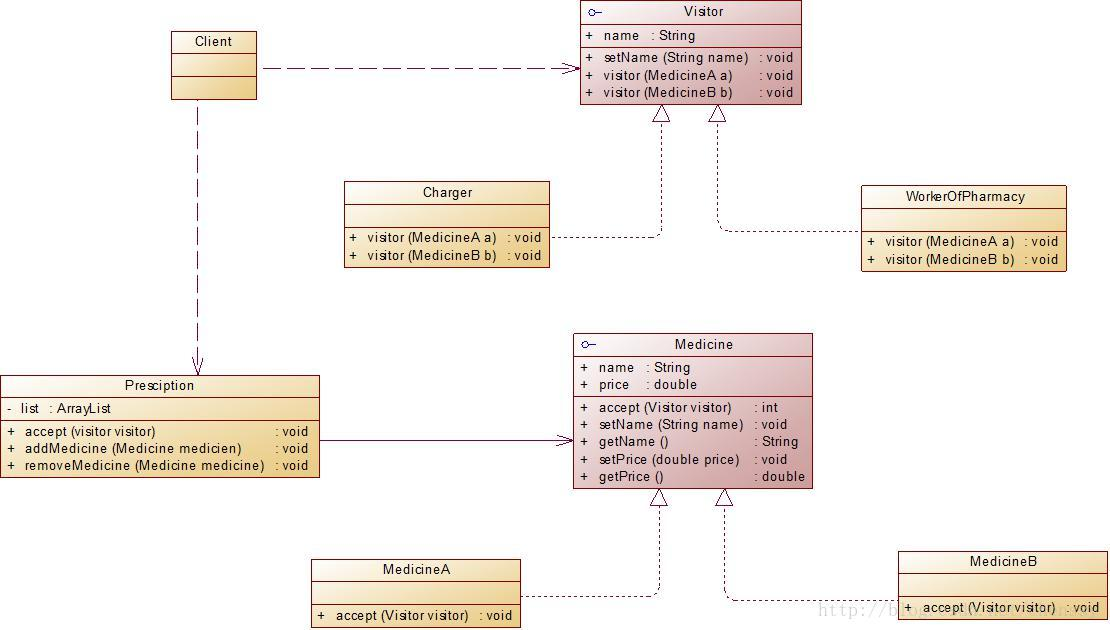 Client
Visitor
+ name : String
+ setName (String name) : void
+ visitor (MedicineA a) : void
+ visitor (MedicineB b) : void
Charger
+ visitor (MedicineA a) : void
+ visitor (MedicineB b) : void
WorkerOfPharmacy
+ visitor (MedicineA a) : void
+ visitor (MedicineB b) : void
Presciption
- list : ArrayList
+ accept (visitor visitor) : void
+ addMedicine (Medicine medicien) : void
+ removeMedicine (Medicine medicine) : void
Medicine
+ name : String
+ price : double
+ accept (Visitor visitor) : int
+ setName (String name) : void
+ getName () : String
+ setPrice (double price) : void
+ getPrice () : double
MedicineA
+ accept (Visitor visitor) : void
MedicineB
+ accept (Visitor visitor) : void